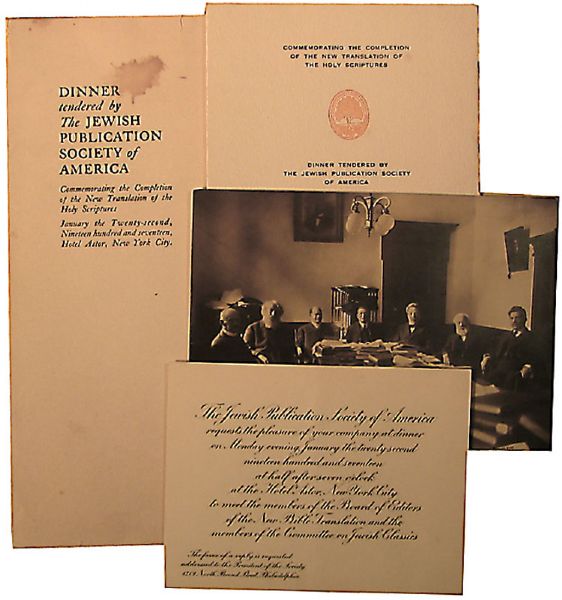 DINNER
tendered by
The JEWISH
PUBLICATION
SOCIETY of
AMERICA
Commemorating the Completion
of the New Translation of the
Holy Scriptures
January the Twenty-second,
Nineteen hundred and seventeen,
Hotel Astor, New York City.
COMMEMORATING THE COMPLETION
OF THE NEW TRANSLATION OF
THE HOLY SCRIPTURES
DINNER TENDERED BY
THE JEWISH PUBLICATION SOCIETY
OF AMERICA
The Jewish Publication Society of America
requests the pleasure of your company at dinner
on Monday evening, January the twenty second
nineteen hundred and seventeen
at half after seven o'clock
at the Hotel Astor, New York City
to meet the members of the Board of Editors
of the New Bible Translation and the
members of the Committee on Jewish Classics
The favor of a reply is requested
addressed to the President of the Society
North Broad Philadelphia